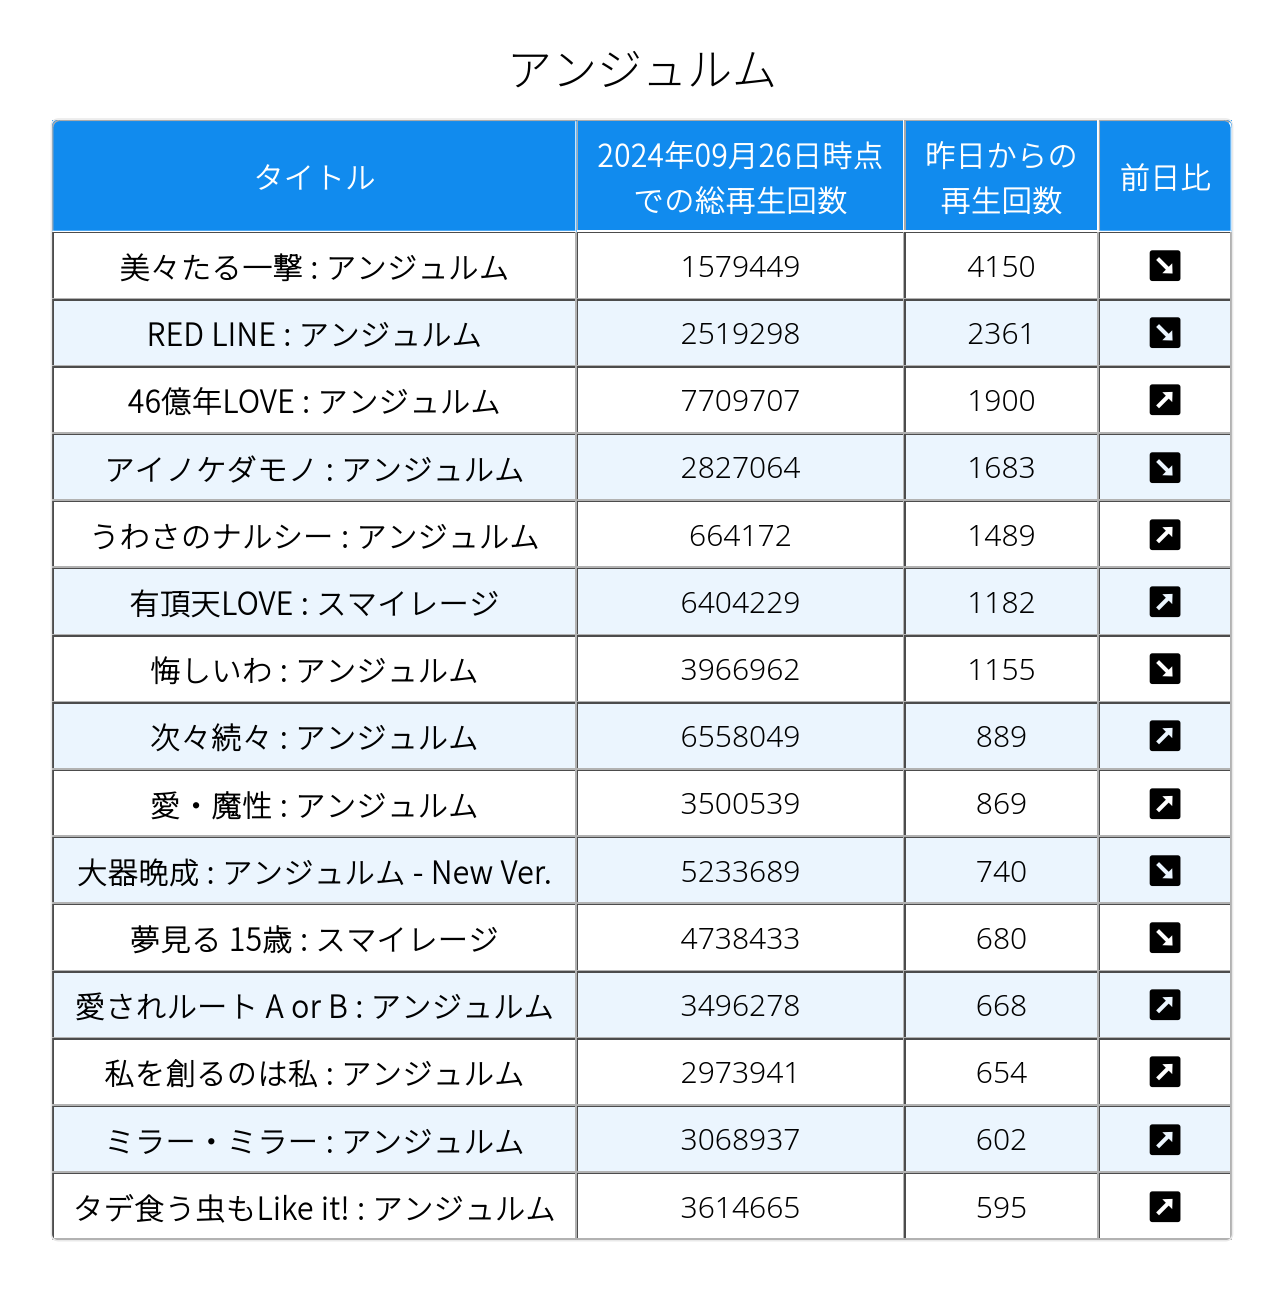 アンジュルム
タイトル 2024年09月26日時点での総再生回数 昨日からの再生回数 前日比
美々たる一撃 : アンジュルム 1579449 4150 ↘
RED LINE : アンジュルム 2519298 2361 ↘
46億年LOVE : アンジュルム 7709707 1900 ↗
アイノケダモノ : アンジュルム 2827064 1683 ↘
うわさのナルシー : アンジュルム 664172 1489 ↗
有頂天LOVE : スマイレージ 6404229 1182 ↗
悔しいわ : アンジュルム 3966962 1155 ↘
次々続々 : アンジュルム 6558049 889 ↗
愛・魔性 : アンジュルム 3500539 869 ↗
大器晩成 : アンジュルム - New Ver. 5233689 740 ↘
夢見る 15歳 : スマイレージ 4738433 680 ↘
愛されルート A or B : アンジュルム 3496278 668 ↗
私を創るのは私 : アンジュルム 2973941 654 ↗
ミラー・ミラー : アンジュルム 3068937 602 ↗
タデ食う虫もLike it! : アンジュルム 3614665 595 ↗